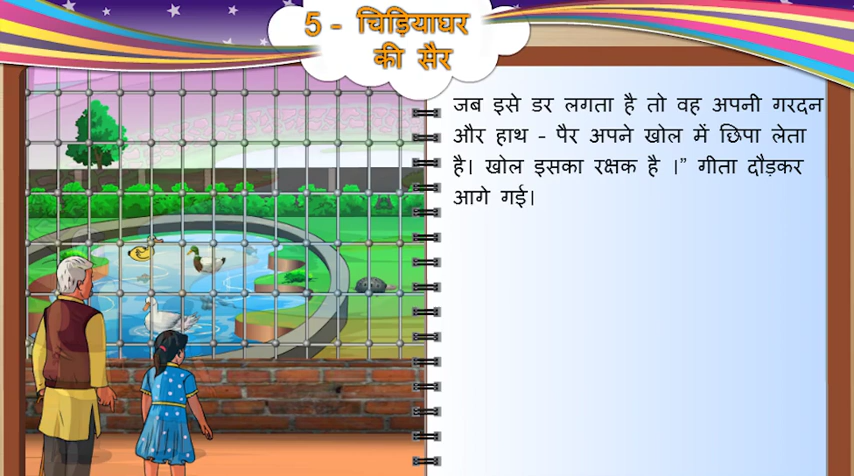 5 - चिड़ियाघर
की सैर
जब इसे डर लगता है तो वह अपनी गरदन
और हाथ - पैर अपने खोल में छिपा लेता
है। खोल इसका रक्षक है ।” गीता दौड़कर
आगे गई।